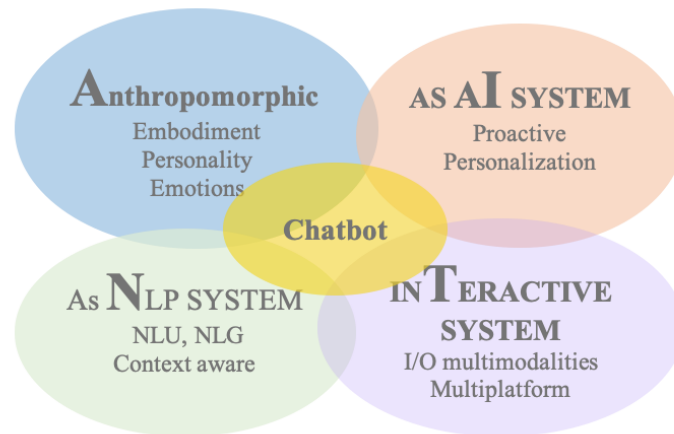 Anthropomorphic
Embodiment
Personality
Emotions
AS AI SYSTEM
Proactive
Personalization
Chatbot
As NLP SYSTEM
NLU, NLG
Context aware
INTERACTIVE
SYSTEM
I/O multimodalities
Multiplatform